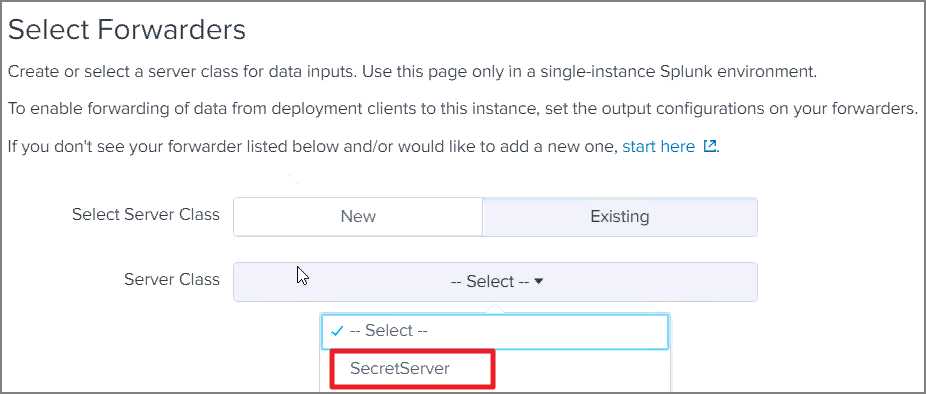 Select Forwarders
Create or select a server class for data inputs. Use this page only in a single-instance Splunk environment.
To enable forwarding of data from deployment clients to this instance, set the output configurations on your forwarders.
If you don't see your forwarder listed below and/or would like to add a new one, start here.
Select Server Class New Existing
Server Class -- Select --
-- Select --
SecretServer